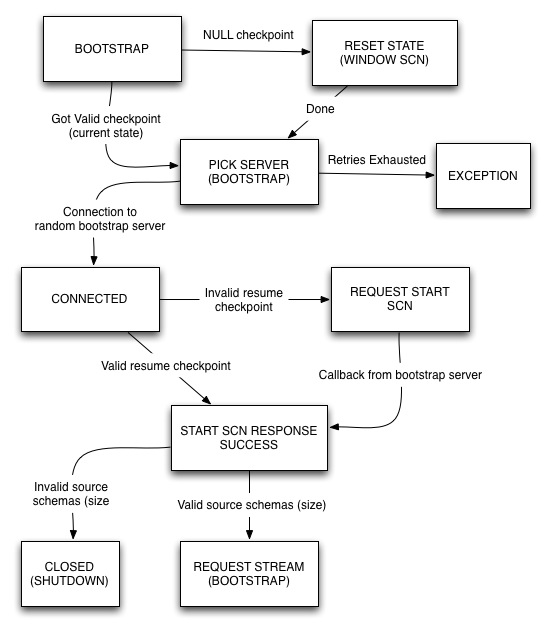 BOOTSTRAP
NULL checkpoint
RESET STATE
(WINDOW SCN)
Got Valid checkpoint
(current state)
Done
PICK SERVER
(BOOTSTRAP)
Retries Exhausted
EXCEPTION
Connection to
random bootstrap server
CONNECTED
Invalid resume
checkpoint
REQUEST START
SCN
Valid resume checkpoint
Callback from bootstrap server
START SCN RESPONSE
SUCCESS
Invalid source
schemas (size
Valid source schemas (size)
CLOSED
(SHUTDOWN)
REQUEST STREAM
(BOOTSTRAP)